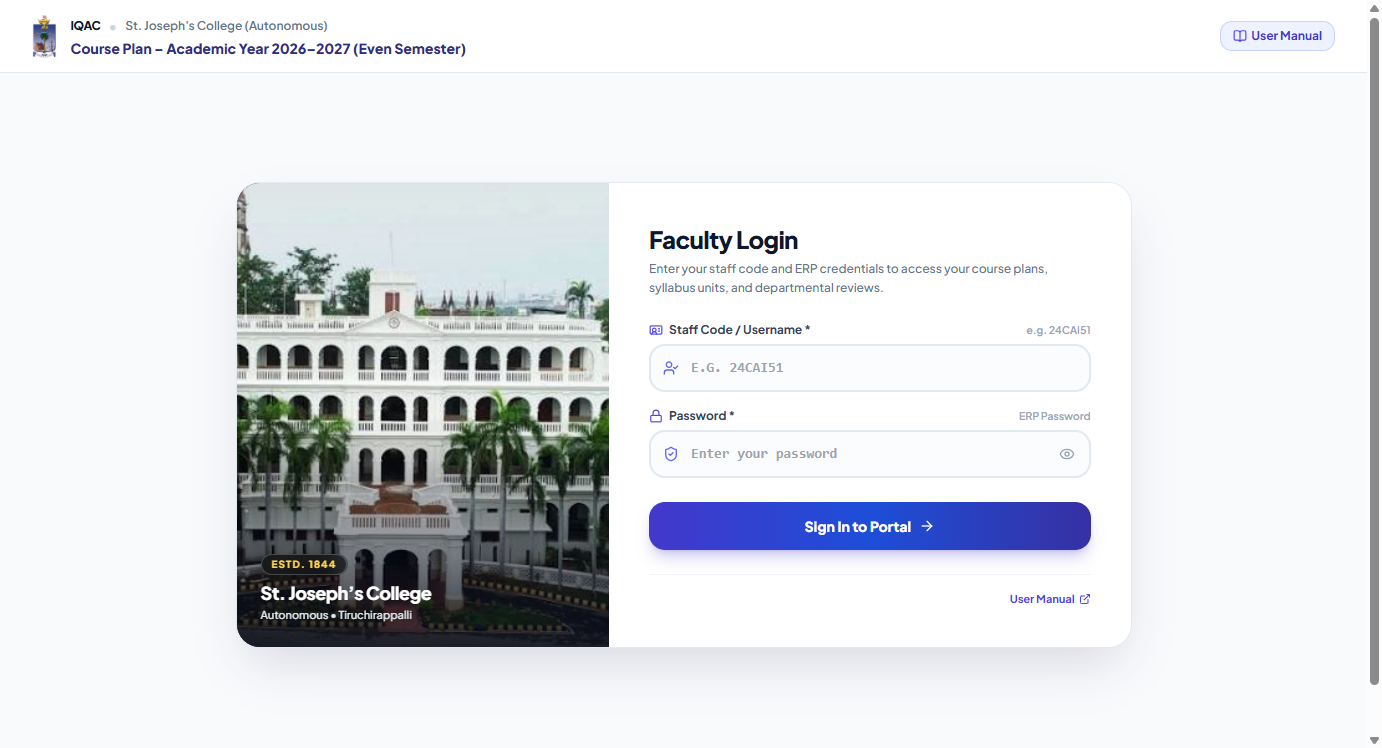 IQAC • St. Joseph's College (Autonomous)
Course Plan – Academic Year 2026–2027 (Even Semester)
User Manual
ESTD. 1844
St. Joseph’s College
Autonomous • Tiruchirappalli
Faculty Login
Enter your staff code and ERP credentials to access your course plans,
syllabus units, and departmental reviews.
Staff Code / Username *
e.g. 24CAI51
E.G. 24CAI51
Password *
ERP Password
Enter your password
Sign In to Portal
User Manual